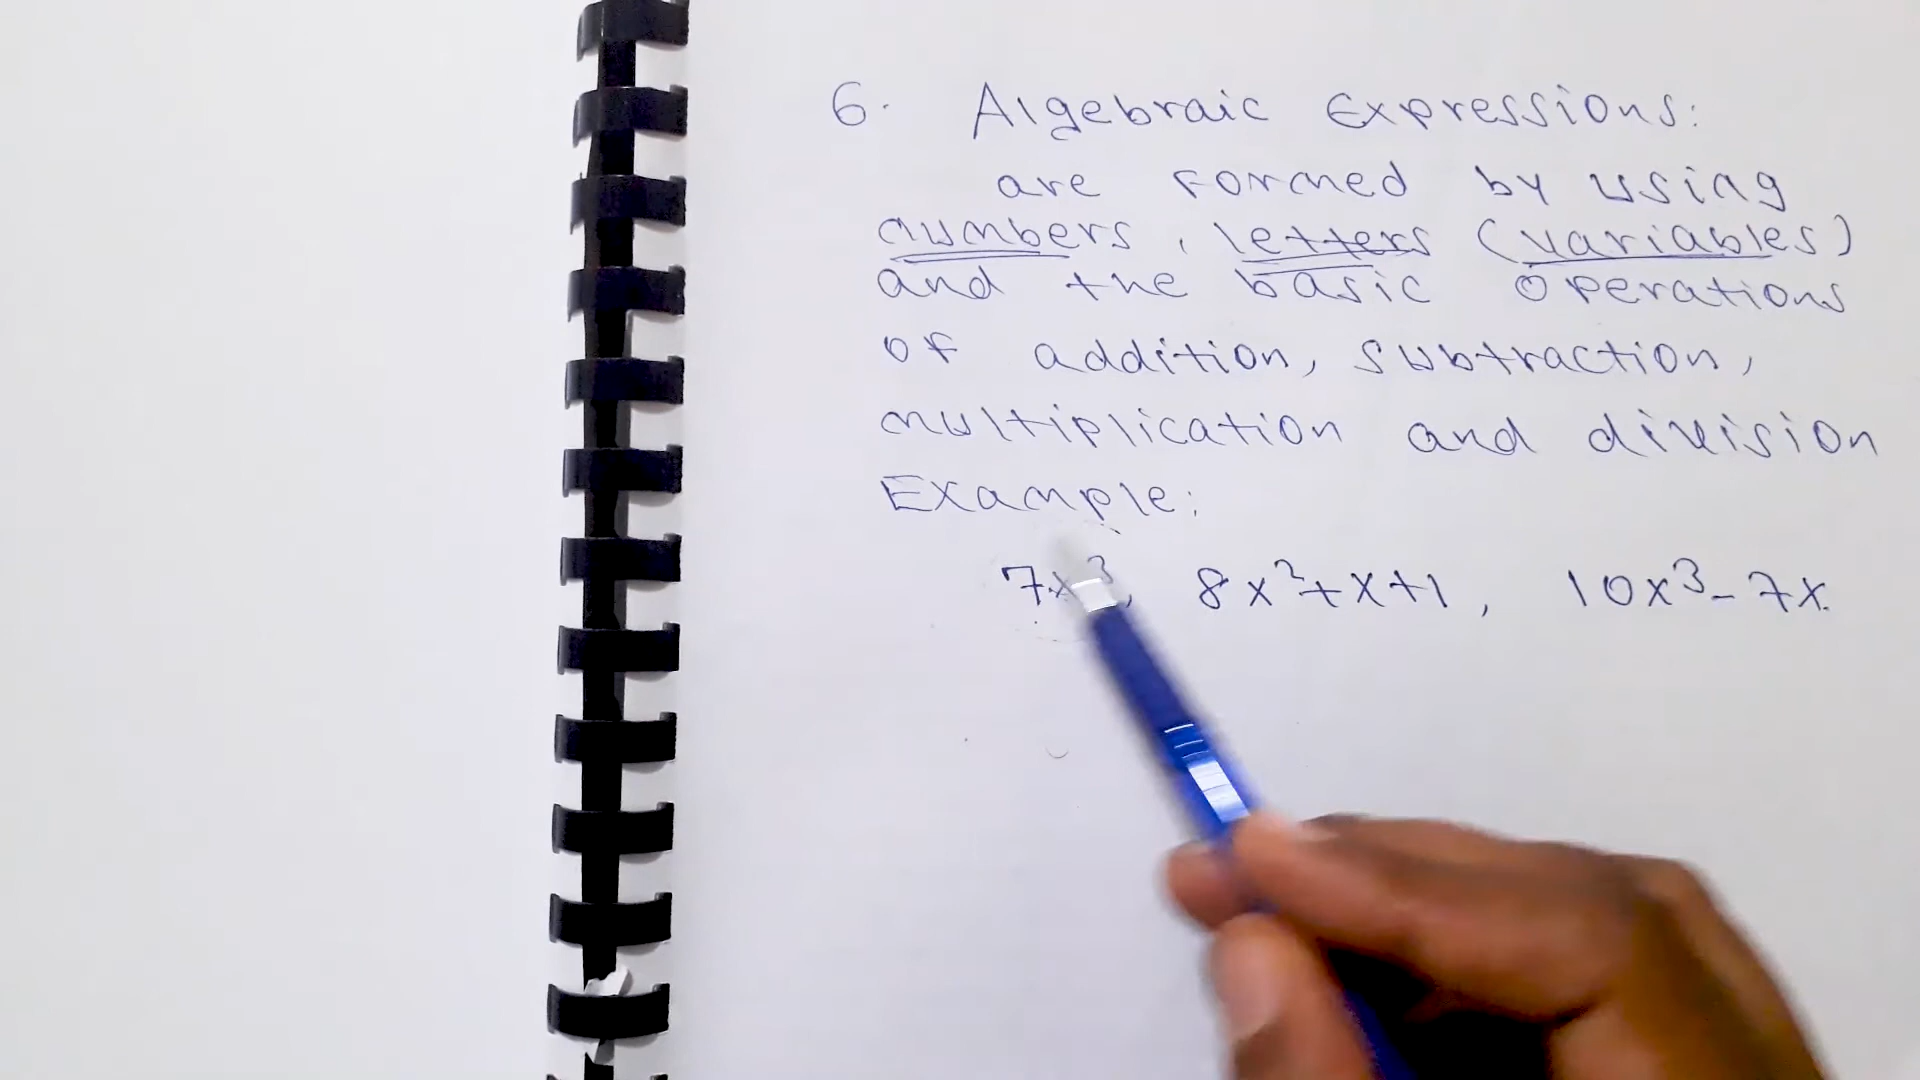 6. Algebraic Expressions:
are formed by using
numbers, letters (variables)
and the basic operations
of addition, subtraction,
multiplication and division
Example:
7x³, 8x²+x+1, 10x³-7x.